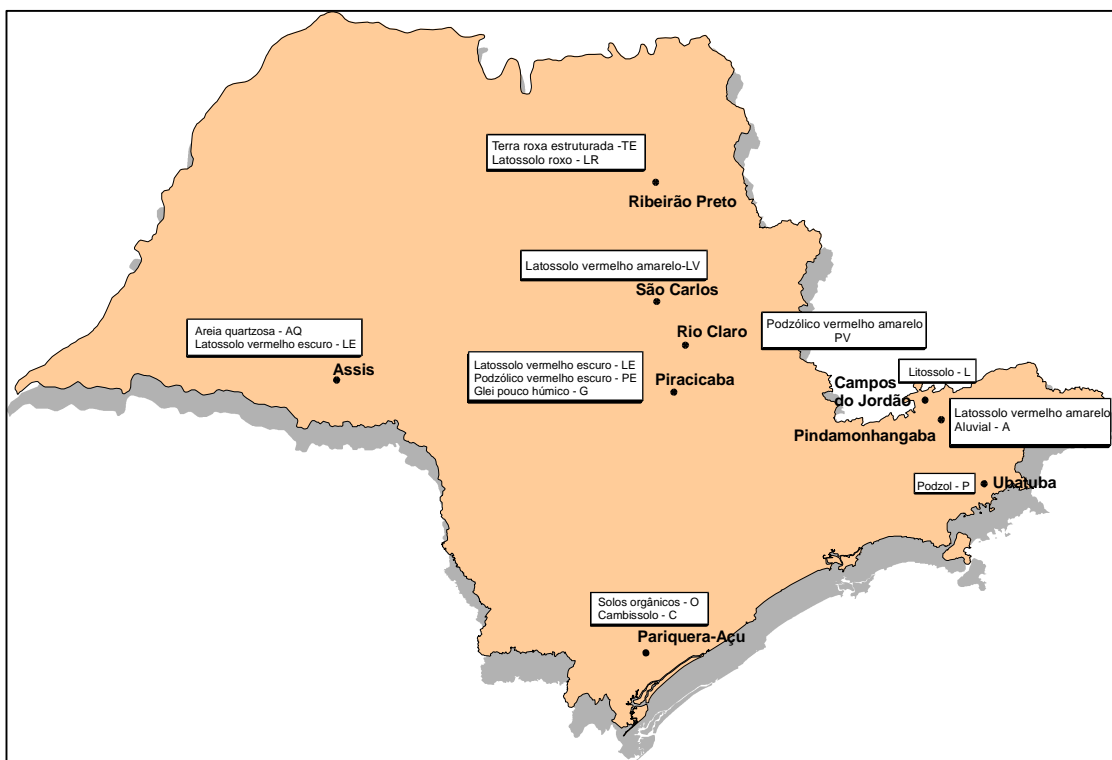 Terra roxa estruturada -TE
Latossolo roxo - LR
Ribeirão Preto
Latossolo vermelho amarelo-LV
São Carlos
Rio Claro
Podzólico vermelho amarelo
PV
Areia quartzosa - AQ
Latossolo vermelho escuro - LE
Assis
Latossolo vermelho escuro - LE
Podzólico vermelho escuro - PE
Glei pouco húmico - G
Piracicaba
Litossolo - L
Campos
do Jordão
Latossolo vermelho amarelo
Aluvial - A
Pindamonhangaba
Podzol - P
Ubatuba
Solos orgânicos - O
Cambissolo - C
Pariquera-Açu